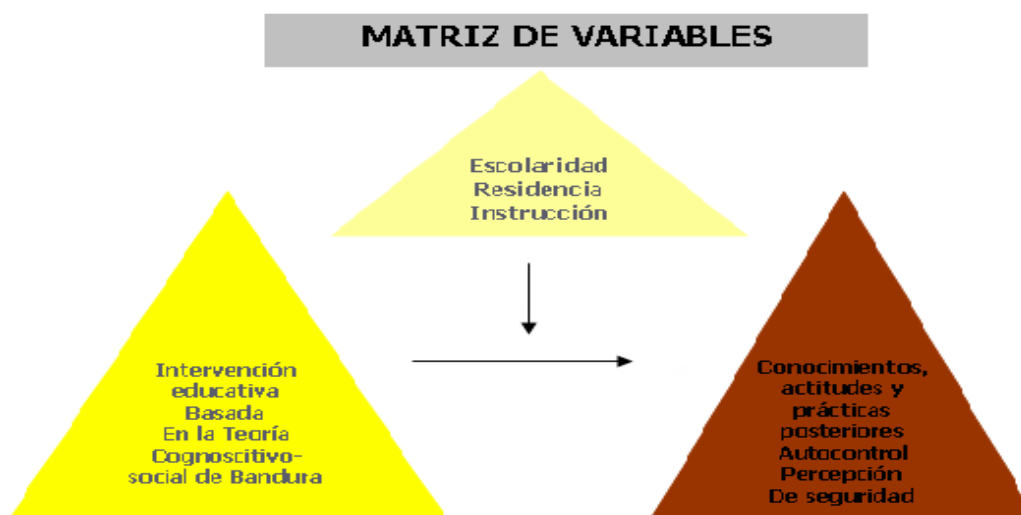 MATRIZ DE VARIABLES
Escolaridad
Residencia
Instrucción
Intervención
educativa
Basada
En la Teoría
Cognoscitivo-
social de Bandura
Conocimientos,
actitudes y
prácticas
posteriores
Autocontrol
Percepción
De seguridad